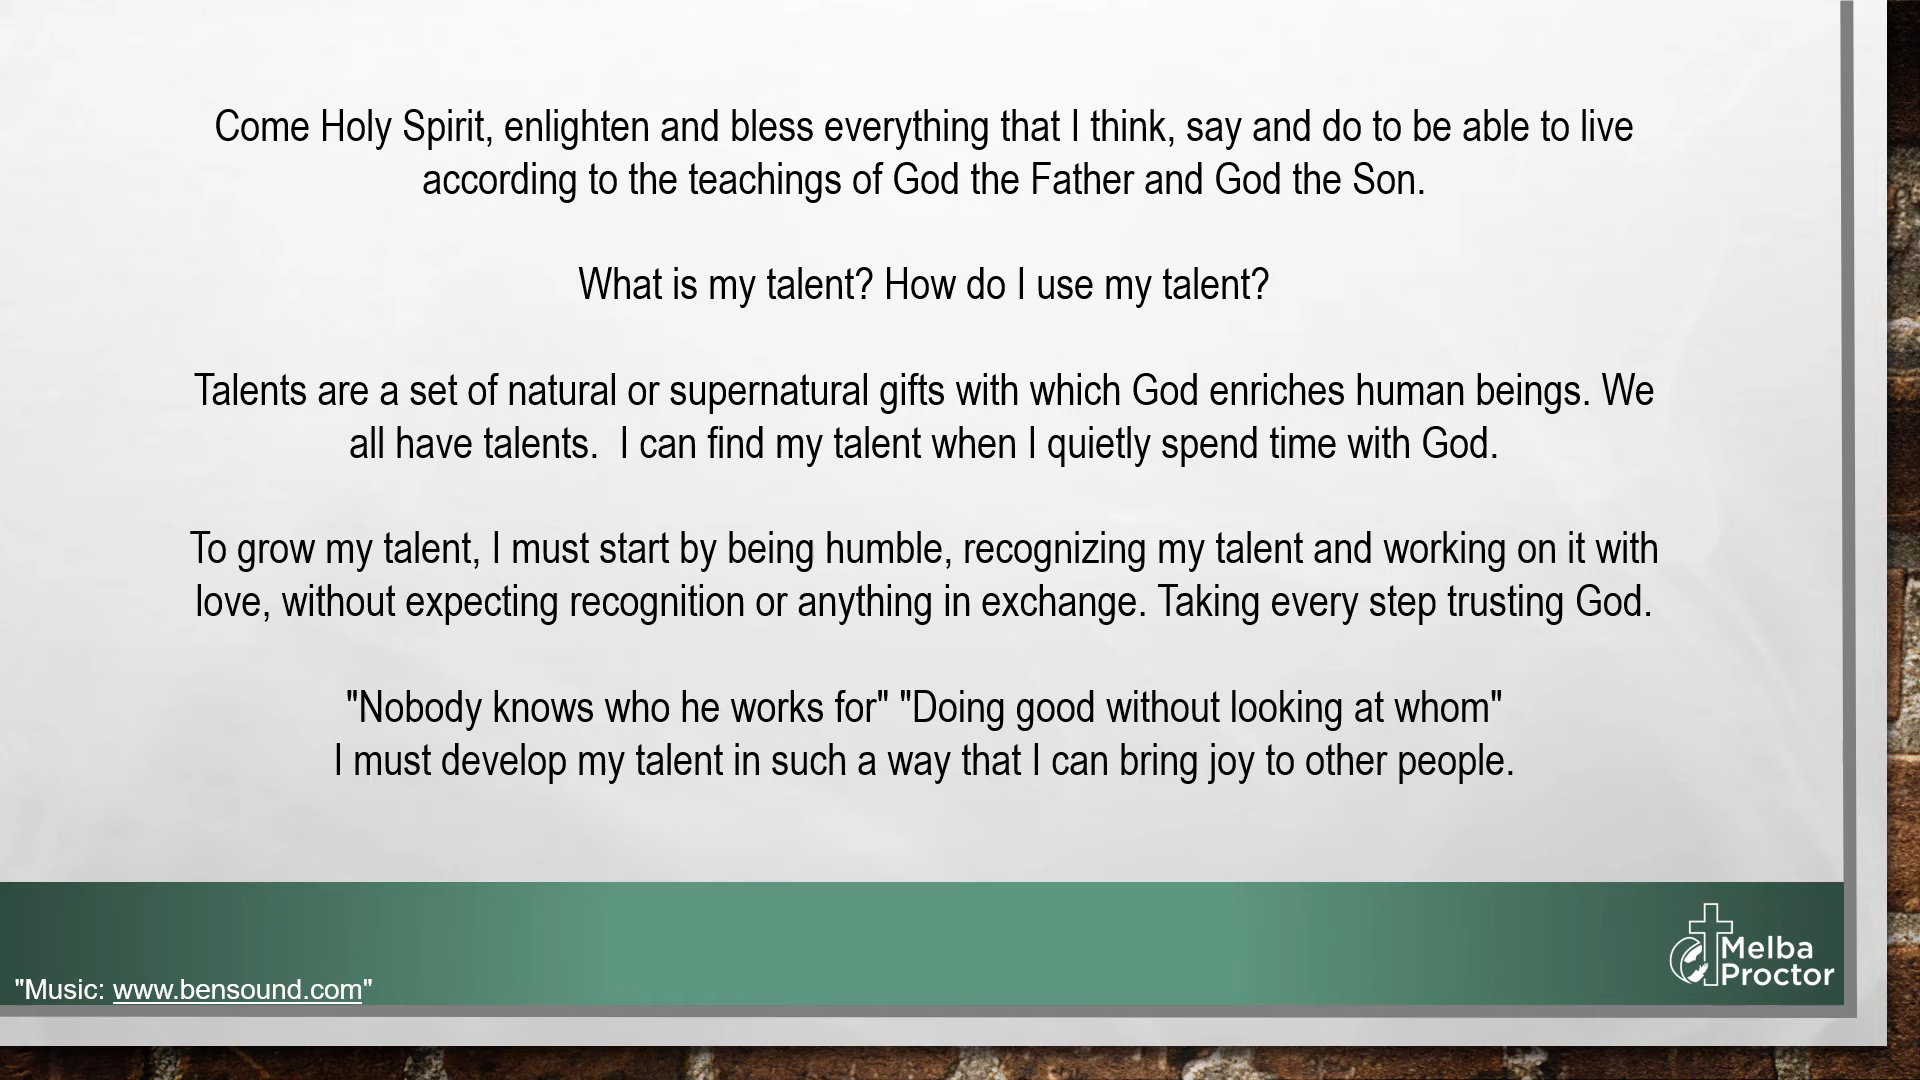 Come Holy Spirit, enlighten and bless everything that I think, say and do to be able to live
according to the teachings of God the Father and God the Son.
What is my talent? How do I use my talent?
Talents are a set of natural or supernatural gifts with which God enriches human beings. We
all have talents.  I can find my talent when I quietly spend time with God.
To grow my talent, I must start by being humble, recognizing my talent and working on it with
love, without expecting recognition or anything in exchange. Taking every step trusting God.
"Nobody knows who he works for" "Doing good without looking at whom"
I must develop my talent in such a way that I can bring joy to other people.
Melba
Proctor
"Music: www.bensound.com"